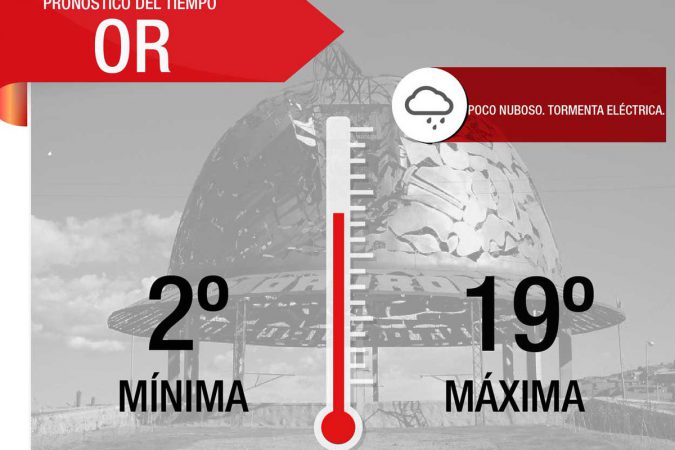 PRONÓSTICO DEL TIEMPO
OR
POCO NUBOSO. TORMENTA ELÉCTRICA.
2º
19º
MÍNIMA
MÁXIMA